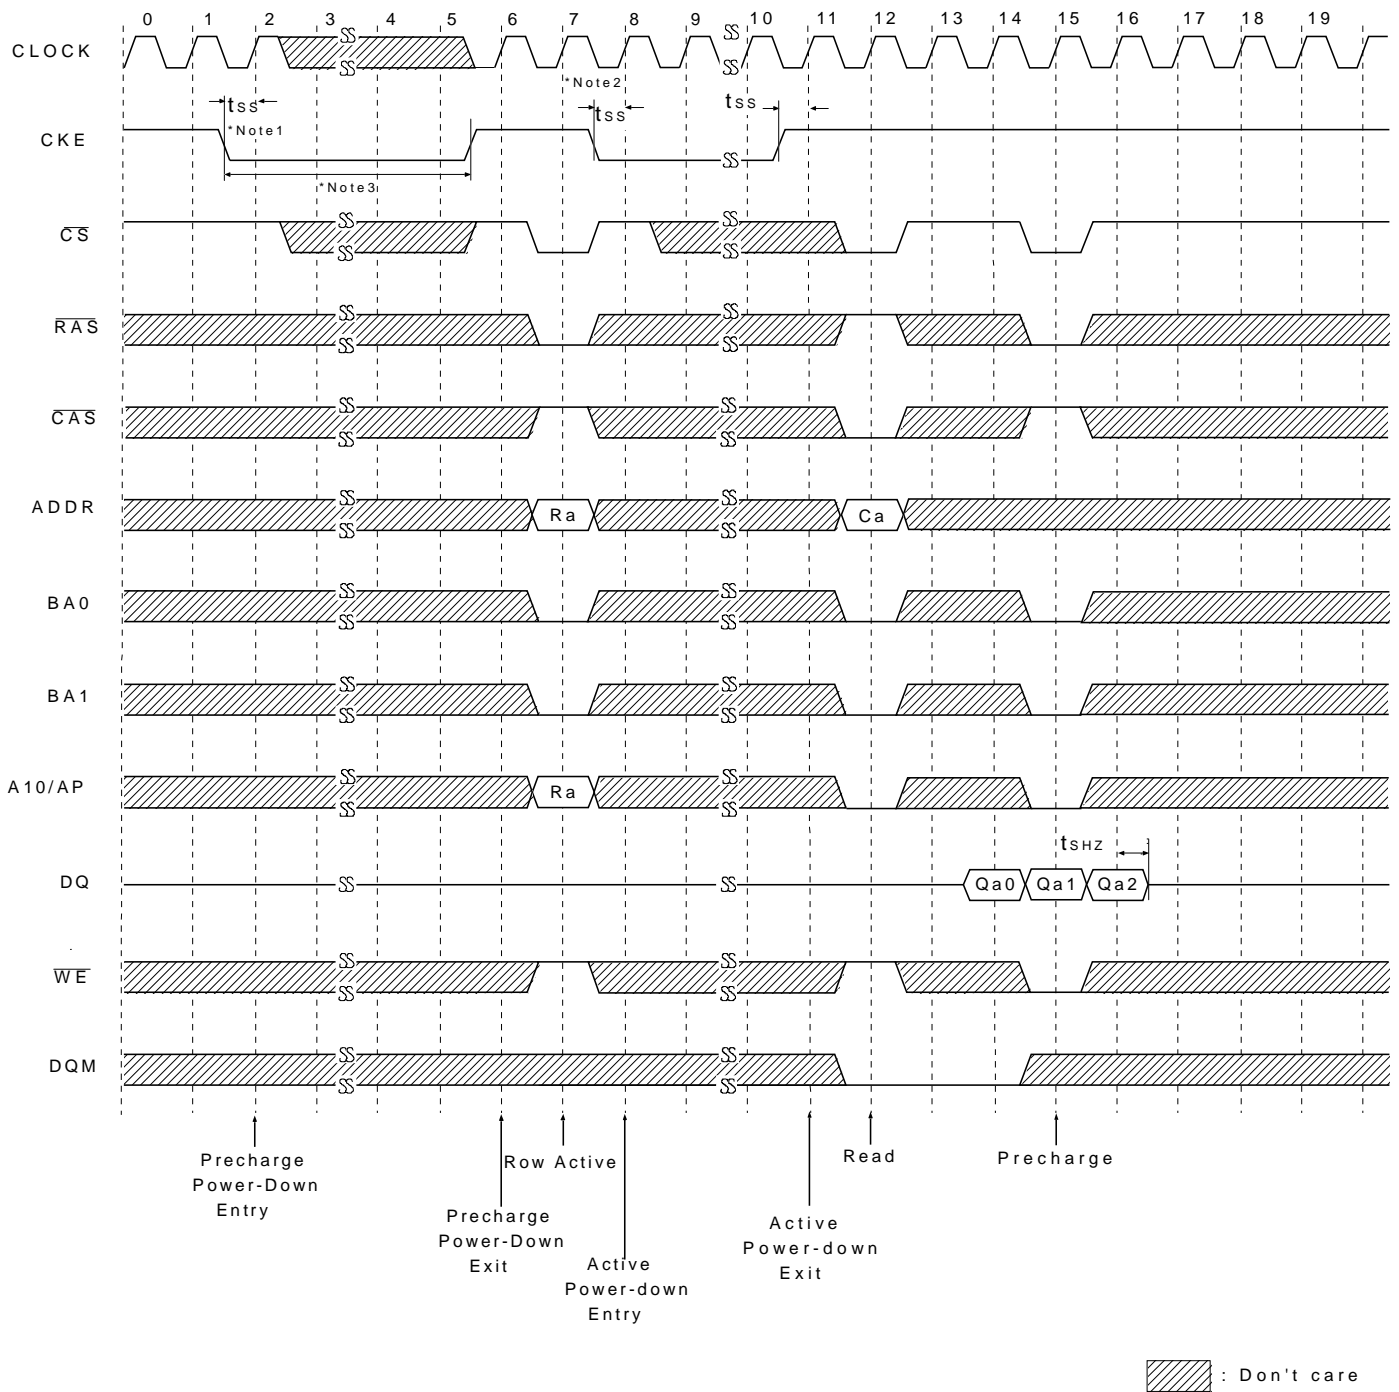 0 1 2 3 4 5 6 7 8 9 10 11 12 13 14 15 16 17 18 19
CLOCK
*Note2
tSS
tSS
tSS
*Note1
CKE
*Note3
CS
RAS
CAS
ADDR
Ra
Ca
BA0
BA1
A10/AP
Ra
tSHZ
DQ
Qa0
Qa1
Qa2
WE
DQM
Precharge
Power-Down
Entry
Row Active
Read
Precharge
Precharge
Power-Down
Exit
Active
Power-down
Exit
Active
Power-down
Entry
: Don't care